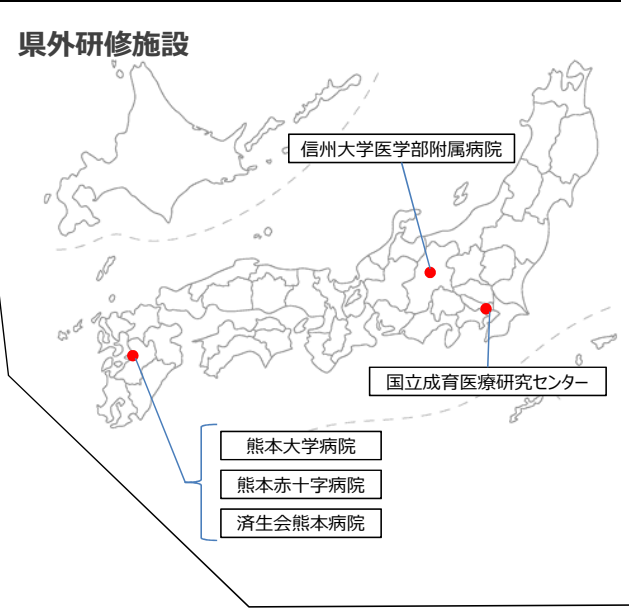 県外研修施設
信州大学医学部附属病院
国立成育医療研究センター
熊本大学病院
熊本赤十字病院
済生会熊本病院